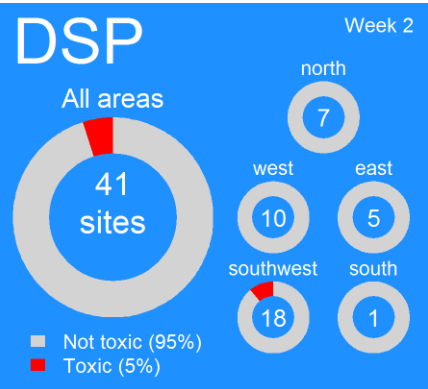 DSP
Week 2
All areas
41
sites
north
7
west
10
east
5
southwest
18
south
1
Not toxic (95%)
Toxic (5%)